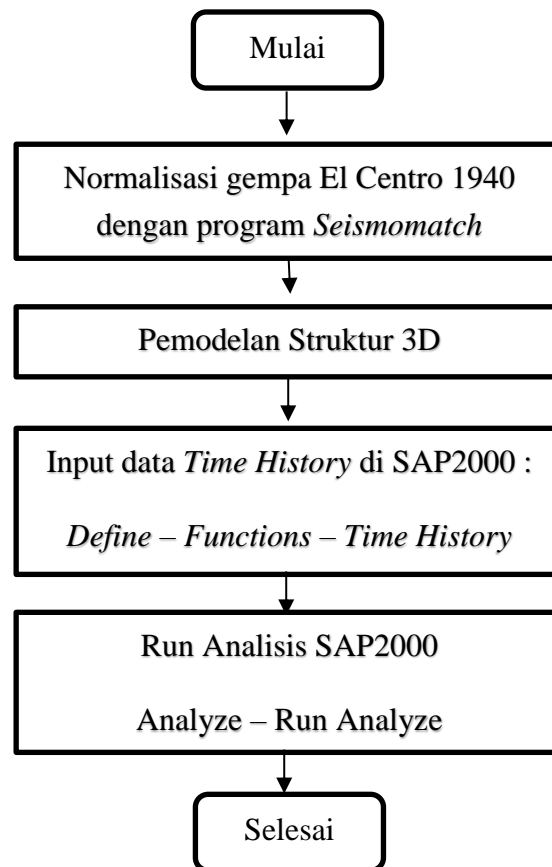 Mulai
Normalisasi gempa El Centro 1940
dengan program Seismomatch
Pemodelan Struktur 3D
Input data Time History di SAP2000 :
Define – Functions – Time History
Run Analisis SAP2000
Analyze – Run Analyze
Selesai